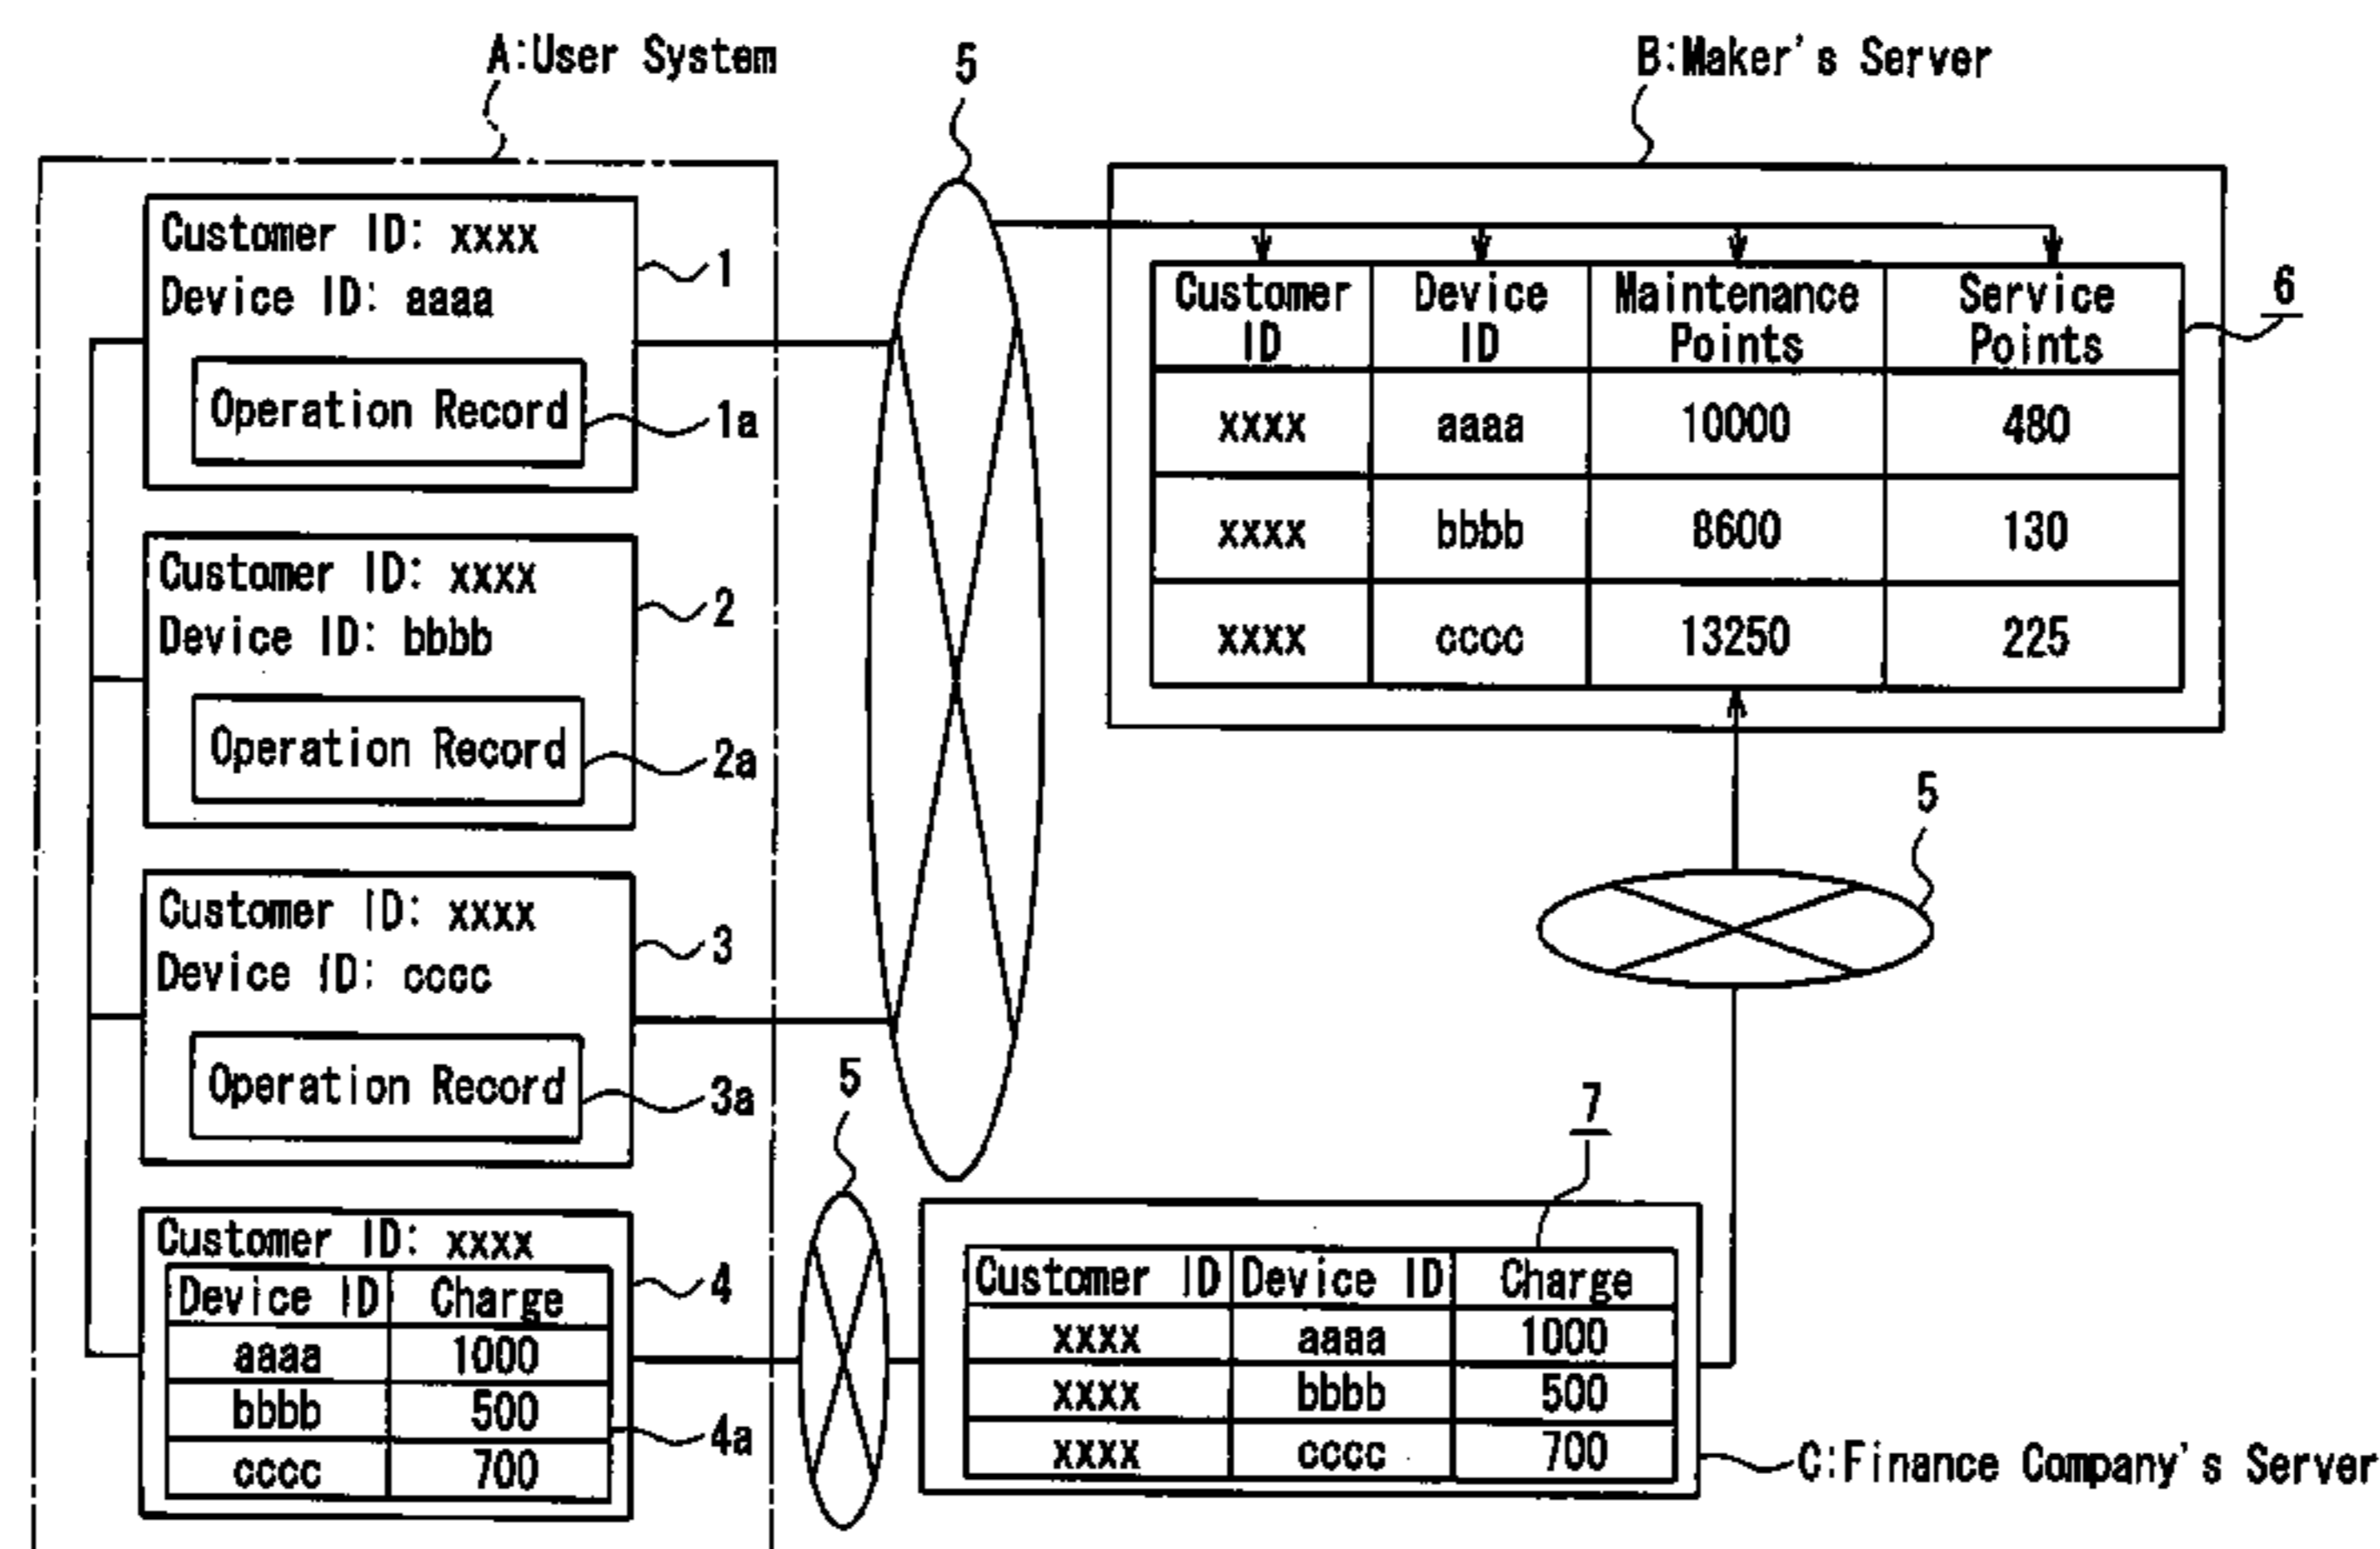 A:User System
5
B:Maker's Server
Customer ID: xxxx
Device ID: aaaa
Operation Record
1
1a
Customer ID: xxxx
Device ID: bbbb
Operation Record
2
2a
Customer ID: xxxx
Device ID: cccc
Operation Record
3
3a
Customer ID: xxxx
Device ID Charge
aaaa 1000
bbbb 500
cccc 700
4
4a
Customer ID Device ID Maintenance Points Service Points
xxxx aaaa 10000 480
xxxx bbbb 8600 130
xxxx cccc 13250 225
6
5
5
7
Customer ID Device ID Charge
xxxx aaaa 1000
xxxx bbbb 500
xxxx cccc 700
C:Finance Company's Server